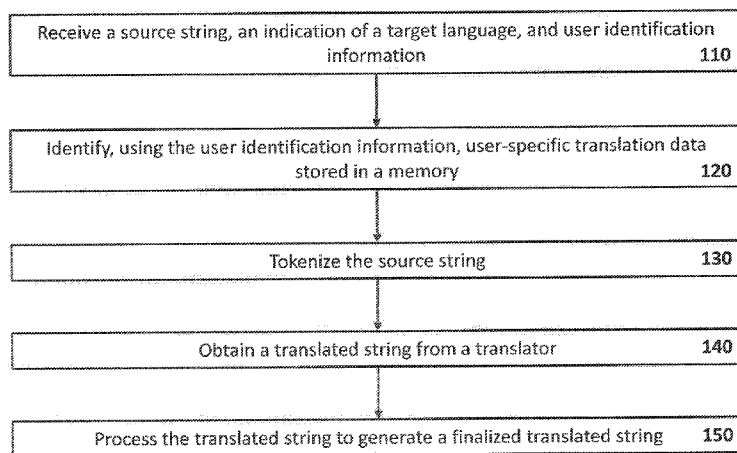 Receive a source string, an indication of a target language, and user identification
information 110
Identify, using the user identification information, user-specific translation data
stored in a memory 120
Tokenize the source string 130
Obtain a translated string from a translator 140
Process the translated string to generate a finalized translated string 150